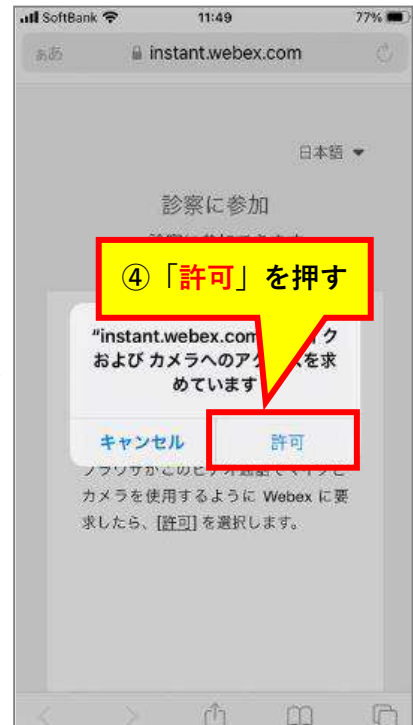 SoftBank 11:49 77%
ああ instant.webex.com
日本語
診察に参加
④「許可」を押す
"instant.webex.com
および カメラへのア を求
めています
キャンセル 許可
カメラを使用するように Webex に要
求したら、[許可] を選択します。